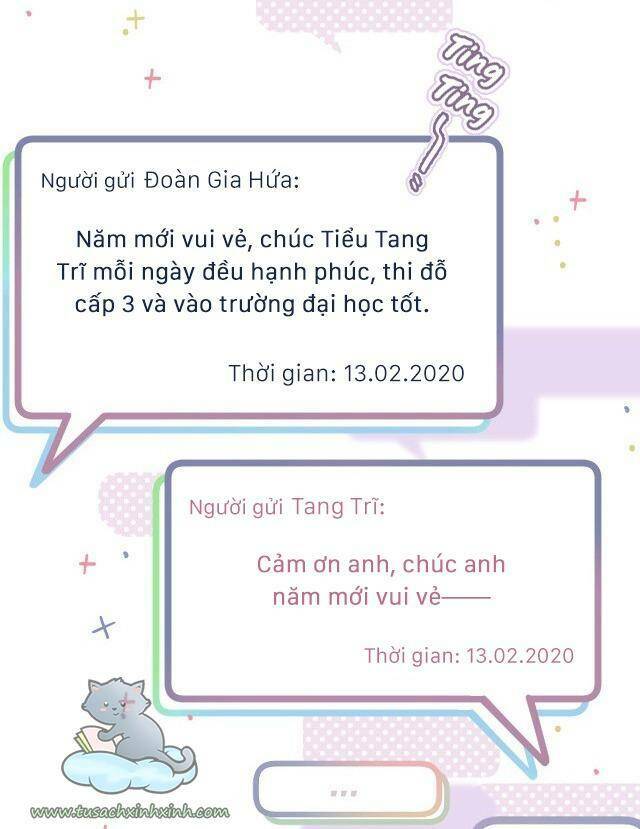 Ting
Ting
Người gửi Đoàn Gia Hứa:
Năm mới vui vẻ, chúc Tiểu Tang
Trĩ mỗi ngày đều hạnh phúc, thi đỗ
cấp 3 và vào trường đại học tốt.
Thời gian: 13.02.2020
Người gửi Tang Trĩ:
Cảm ơn anh, chúc anh
năm mới vui vẻ——
Thời gian: 13.02.2020
...
www.tusachxinhxinh.com